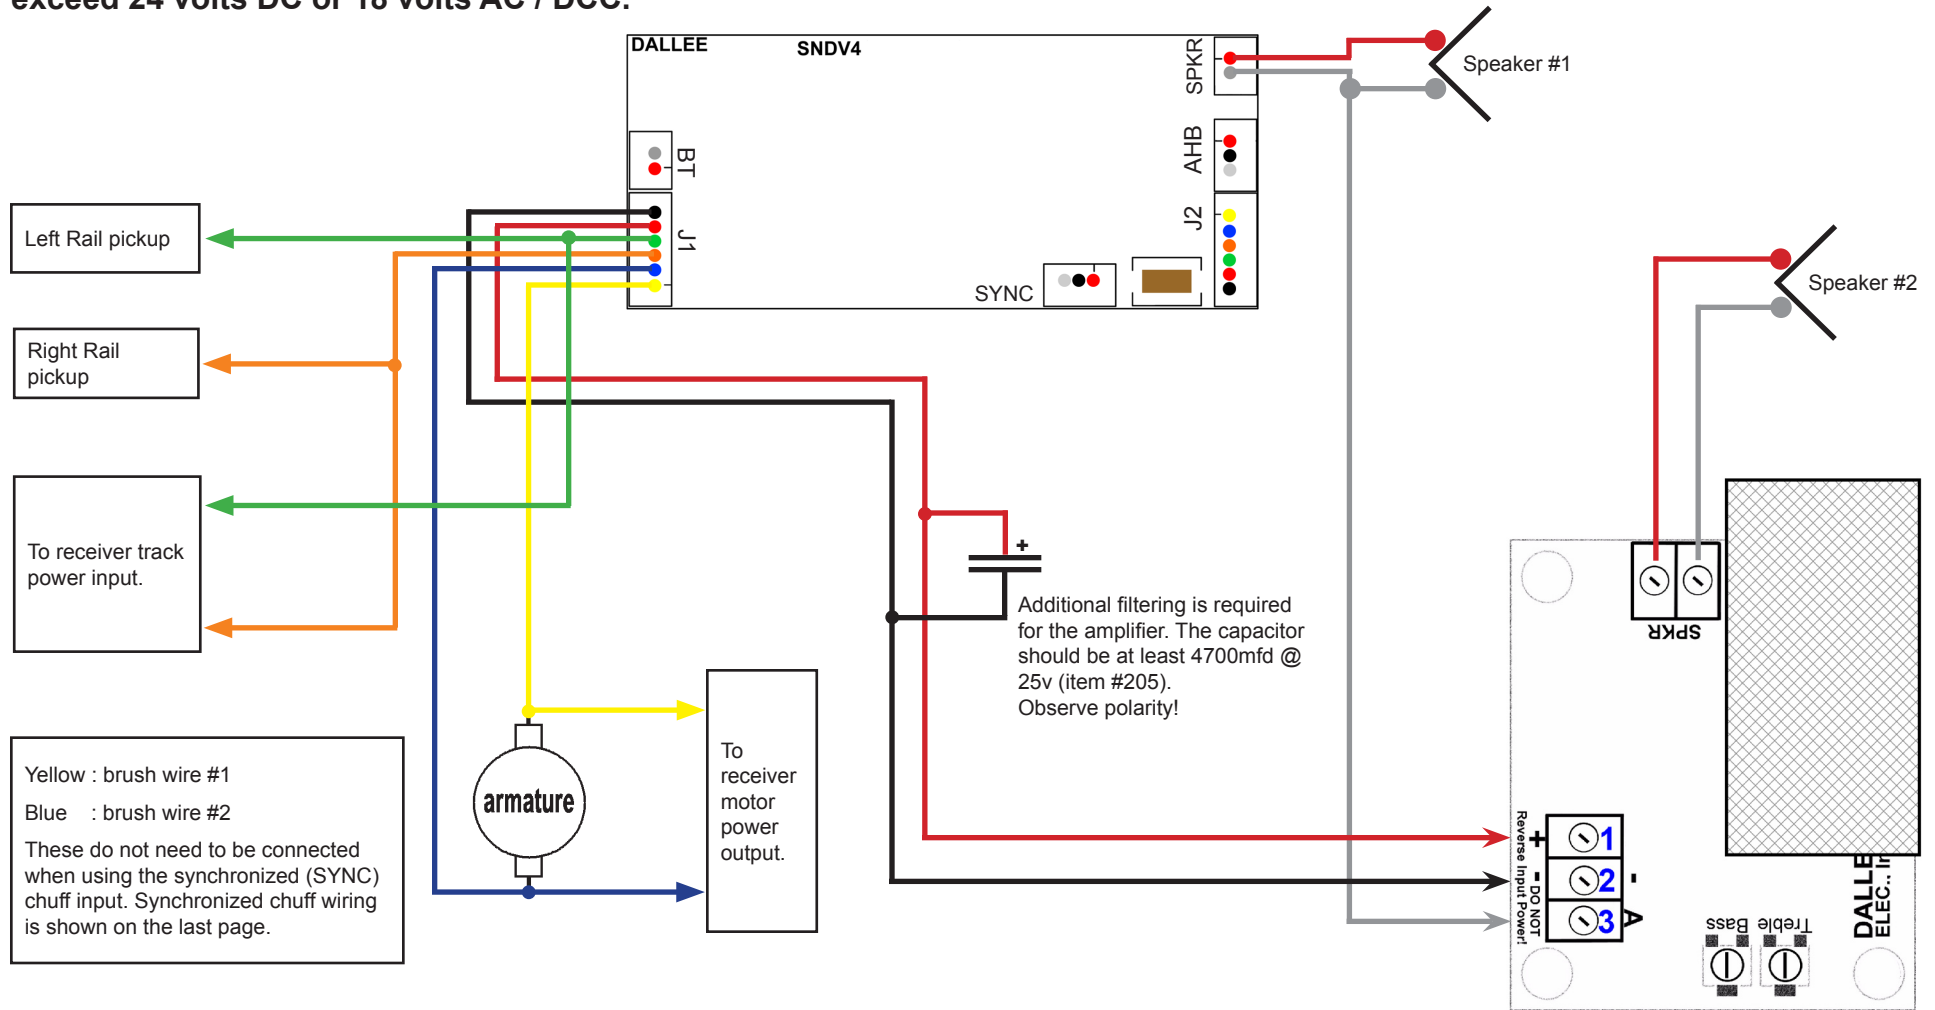 exceed 24 volts DC or 18 volts AC / DCC.
DALLEE
SNDV4
SPKR
Speaker #1
BT
AHB
Left Rail pickup
J1
J2
SYNC
Speaker #2
Right Rail
pickup
To receiver track
power input.
+
Additional filtering is required
for the amplifier. The capacitor
should be at least 4700mfd @
25v (item #205).
Observe polarity!
SPKR
To
receiver
motor
power
output.
armature
Yellow : brush wire #1
Blue : brush wire #2
These do not need to be connected
when using the synchronized (SYNC)
chuff input. Synchronized chuff wiring
is shown on the last page.
Reverse Input Power!
DO NOT
+ 1
- 2 -
3 A
DALLE
ELEC., In
Bass
Treble